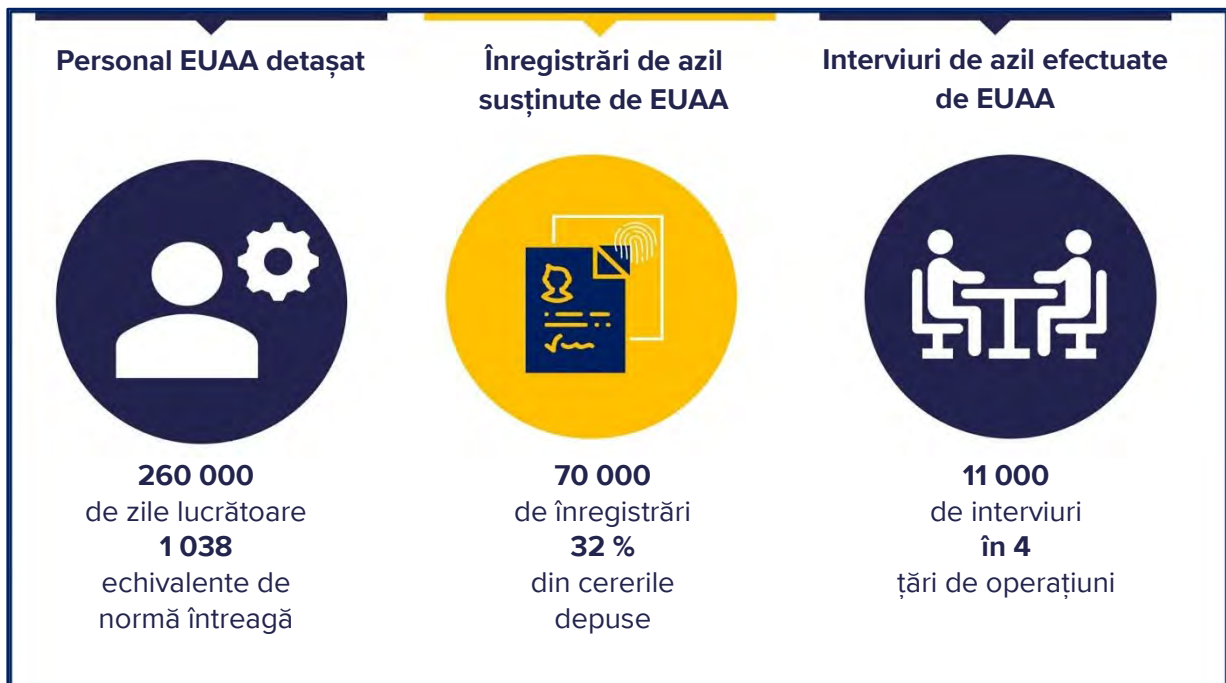 Personal EUAA detașat
260 000
de zile lucrătoare
1 038
echivalente de
normă întreagă
Înregistrări de azil
susținute de EUAA
70 000
de înregistrări
32 %
din cererile
depuse
Interviuri de azil efectuate
de EUAA
11 000
de interviuri
în 4
țări de operațiuni